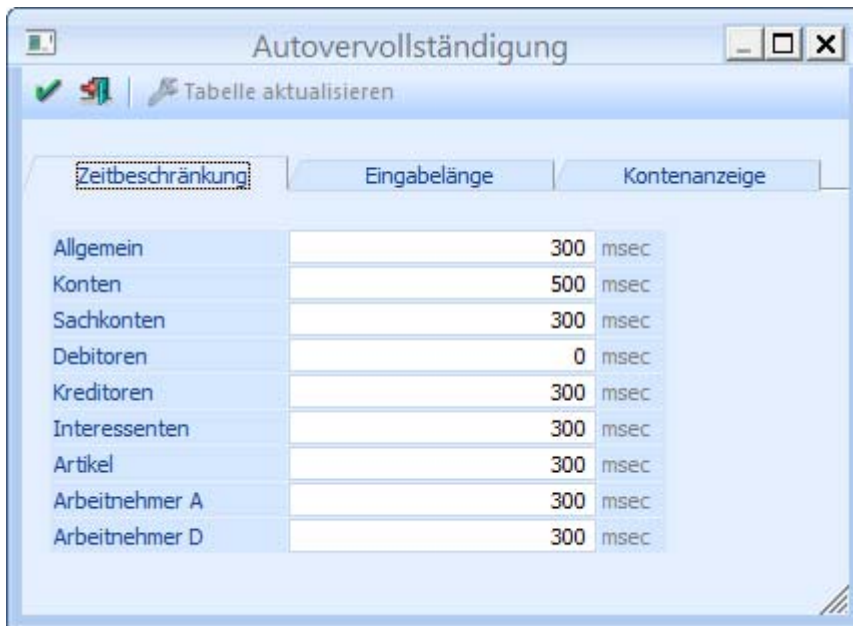 Autovervollständigung
Tabelle aktualisieren
Zeitbeschränkung Eingabelänge Kontenanzeige
Allgemein 300 msec
Konten 500 msec
Sachkonten 300 msec
Debitoren 0 msec
Kreditoren 300 msec
Interessenten 300 msec
Artikel 300 msec
Arbeitnehmer A 300 msec
Arbeitnehmer D 300 msec